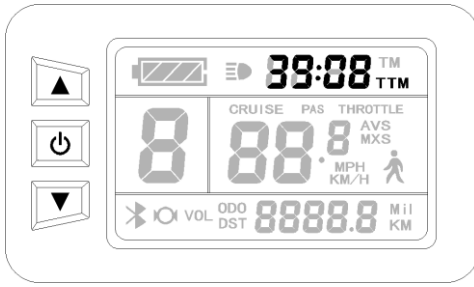 39:08 TM
TTM
CRUISE PAS THROTTLE
8 88.8 AVS
MXS
MPH
KM/H
VOL ODO
DST 8888.8 Mil
KM